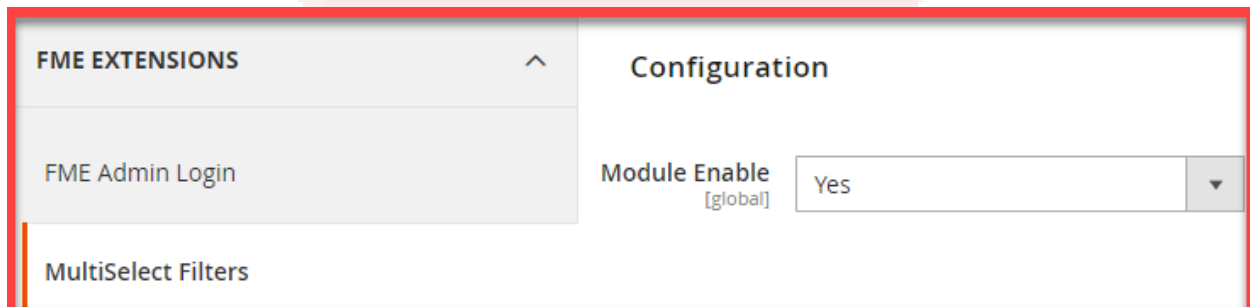 FME EXTENSIONS
Configuration
FME Admin Login
Module Enable
[global]
Yes
MultiSelect Filters